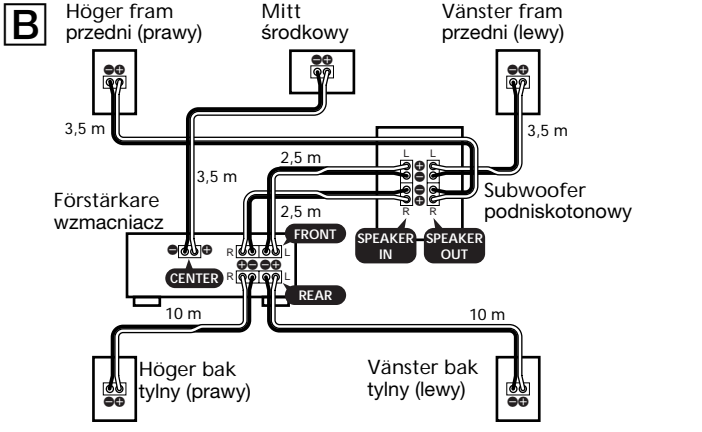 B
Höger fram
przedni (prawy)
Mitt
środkowy
Vänster fram
przedni (lewy)
⊖⊕
⊖⊕
⊖⊕
3,5 m
3,5 m
3,5 m
2,5 m
2,5 m
L
L
⊕
⊖
⊖
⊕
R
R
Subwoofer
podniskotonowy
Förstärkare
wzmacniacz
SPEAKER
IN
SPEAKER
OUT
FRONT
⊖
⊕
R
L
CENTER
⊕⊖
⊖⊕
R
L
REAR
10 m
10 m
Höger bak
tylny (prawy)
Vänster bak
tylny (lewy)
⊖⊕
⊖⊕